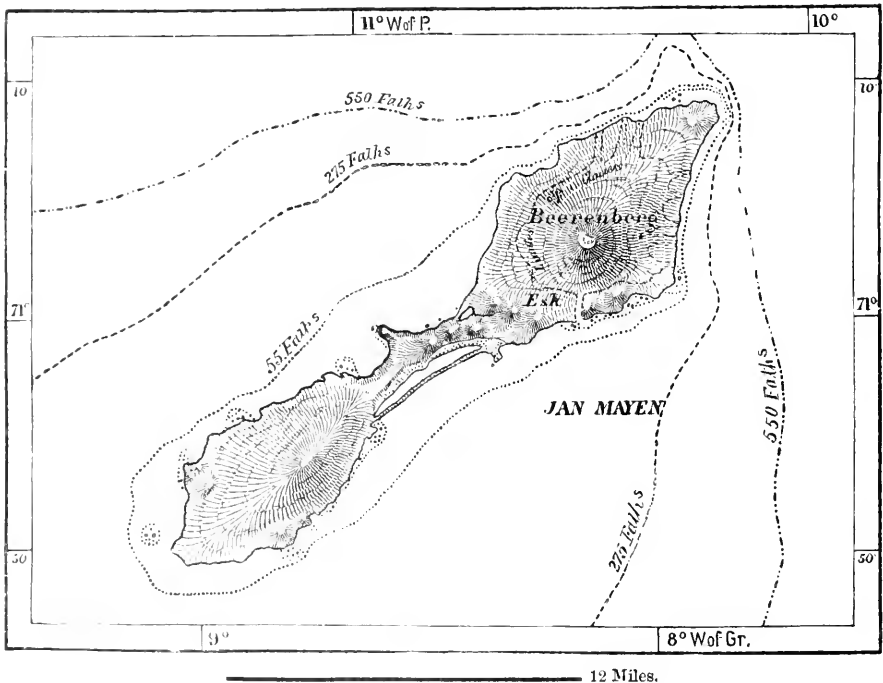 11° W of P. 10°
10'
10'
550 Faths
275 Faths
Glaciers
Beerenberg
Esk
71°
71°
55 Faths
JAN MAYEN
550 Faths
275 Faths
50'
50'
9° 8° W of Gr.
12 Miles.